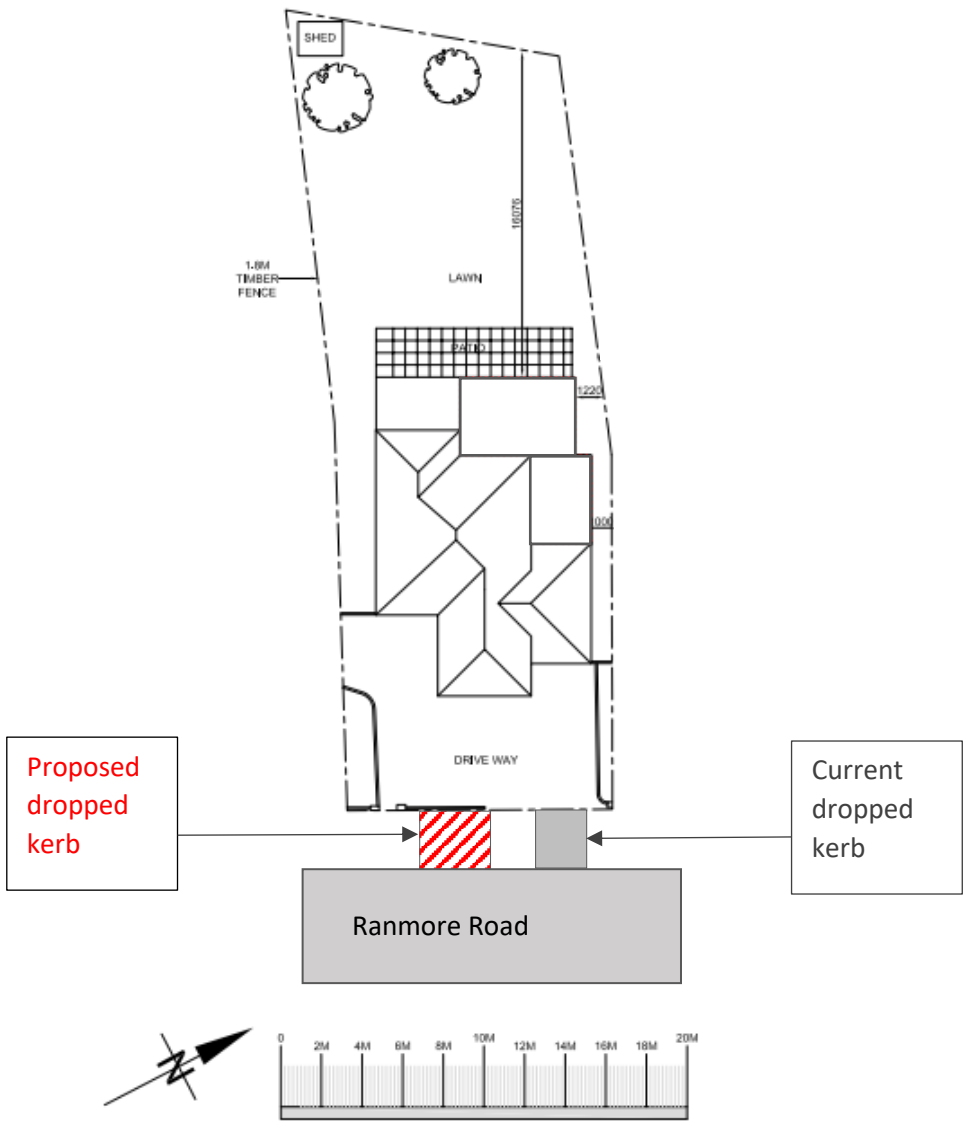 SHED
16076
1.8M
TIMBER
FENCE
LAWN
PATIO
1220
000
DRIVE WAY
Proposed
dropped
kerb
Current
dropped
kerb
Ranmore Road
N
0
2M
4M
6M
8M
10M
12M
14M
16M
18M
20M